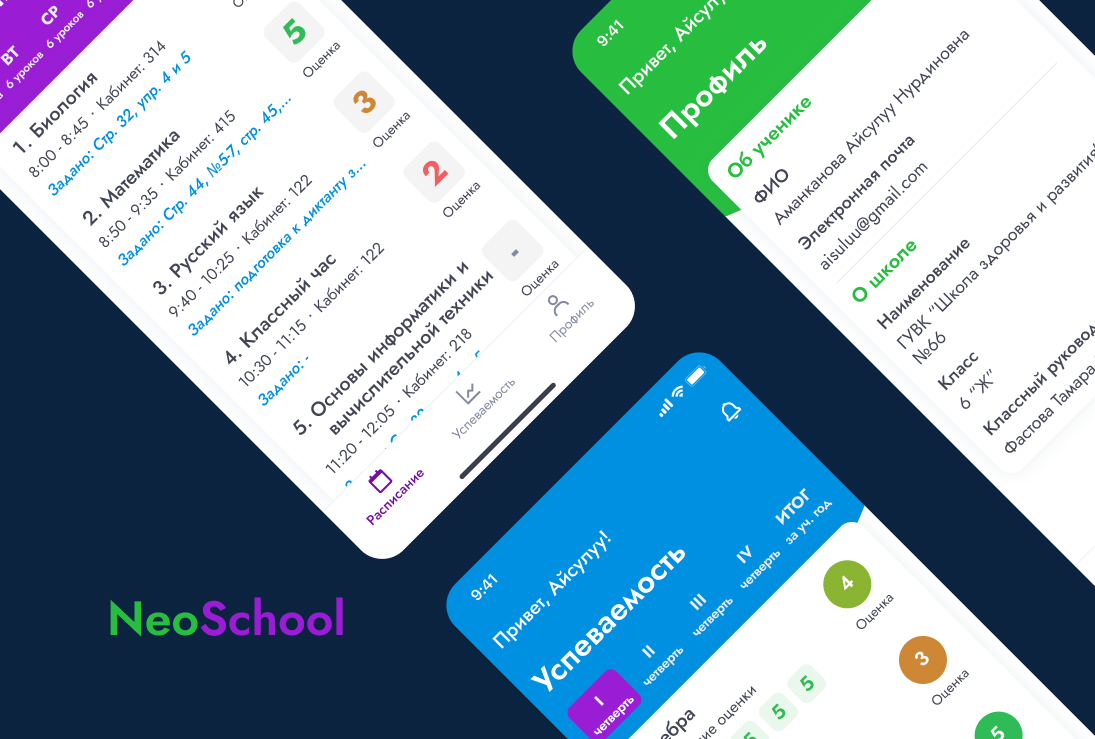 ВТ
6 уроков
СР
6 уроков
1. Биология
8:00 - 8:45 · Кабинет: 314
Задано: Стр. 32, упр. 4 и 5
5
Оценка
2. Математика
8:50 - 9:35 · Кабинет: 415
Задано: Стр. 44, №5-7, стр. 45,...
3
Оценка
3. Русский язык
9:40 - 10:25 · Кабинет: 122
Задано: подготовка к диктанту з...
2
Оценка
4. Классный час
10:30 - 11:15 · Кабинет: 122
Задано: -
-
Оценка
5. Основы информатики и
вычислительной техники
11:20 - 12:05 · Кабинет: 218
Расписание
Успеваемость
Профиль
9:41
Привет, Айсулу
Профиль
Об ученике
ФИО
Аманканова Айсулуу Нурдиновна
Электронная почта
aisuluu@gmail.com
О школе
Наименование
ГУВК “Школа здоровья и развития
№66
Класс
6 “Ж”
Классный руковод
Фастова Тамара
9:41
Привет, Айсулуу!
Успеваемость
I
четверть
II
четверть
III
четверть
IV
четверть
ИТОГ
за уч. год
4
Оценка
ебра
ие оценки
5
5
5
3
Оценка
5
NeoSchool